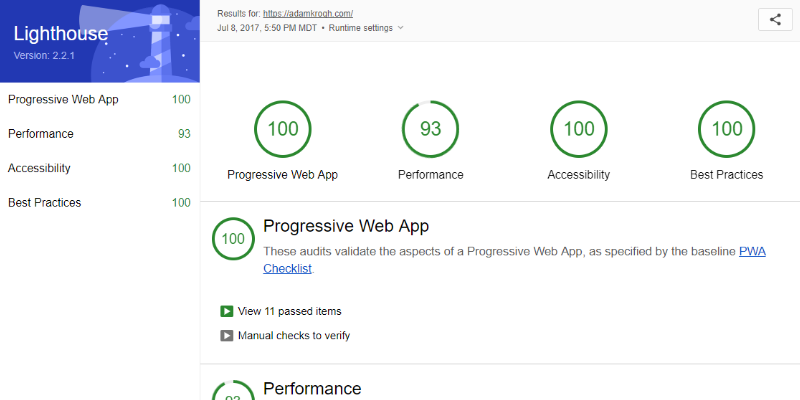 Lighthouse
Version: 2.2.1
Progressive Web App 100
Performance 93
Accessibility 100
Best Practices 100
Results for: https://adamkrogh.com/
Jul 8, 2017, 5:50 PM MDT • Runtime settings
100 93 100 100
Progressive Web App Performance Accessibility Best Practices
100
Progressive Web App
These audits validate the aspects of a Progressive Web App, as specified by the baseline PWA
Checklist.
View 11 passed items
Manual checks to verify
93
Performance